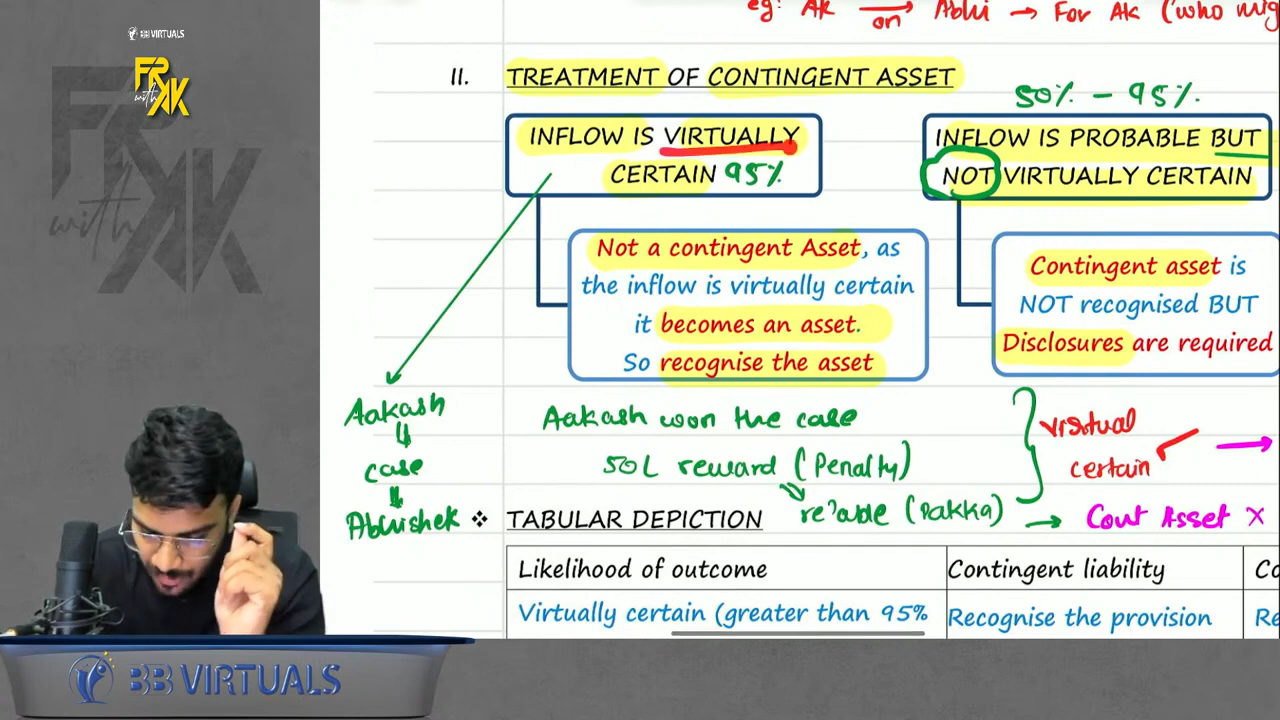 BB VIRTUALS
FR
with
AK
eg: AK → on Abhi → For AK (who mig
II. TREATMENT OF CONTINGENT ASSET
50% - 95%.
INFLOW IS VIRTUALLY
CERTAIN 95%
INFLOW IS PROBABLE BUT
NOT VIRTUALLY CERTAIN
Not a contingent Asset, as
the inflow is virtually certain
it becomes an asset.
So recognise the asset
Contingent asset is
NOT recognised BUT
Disclosures are required
Aakash
case
Abhishek
Aakash won the case
50L reward (Penalty)
re'able (Pakka)
virtual
certain
→ Cont Asset X
❖ TABULAR DEPICTION
Likelihood of outcome
Contingent liability
Co
Virtually certain (greater than 95%
Recognise the provision
Re
BB VIRTUALS